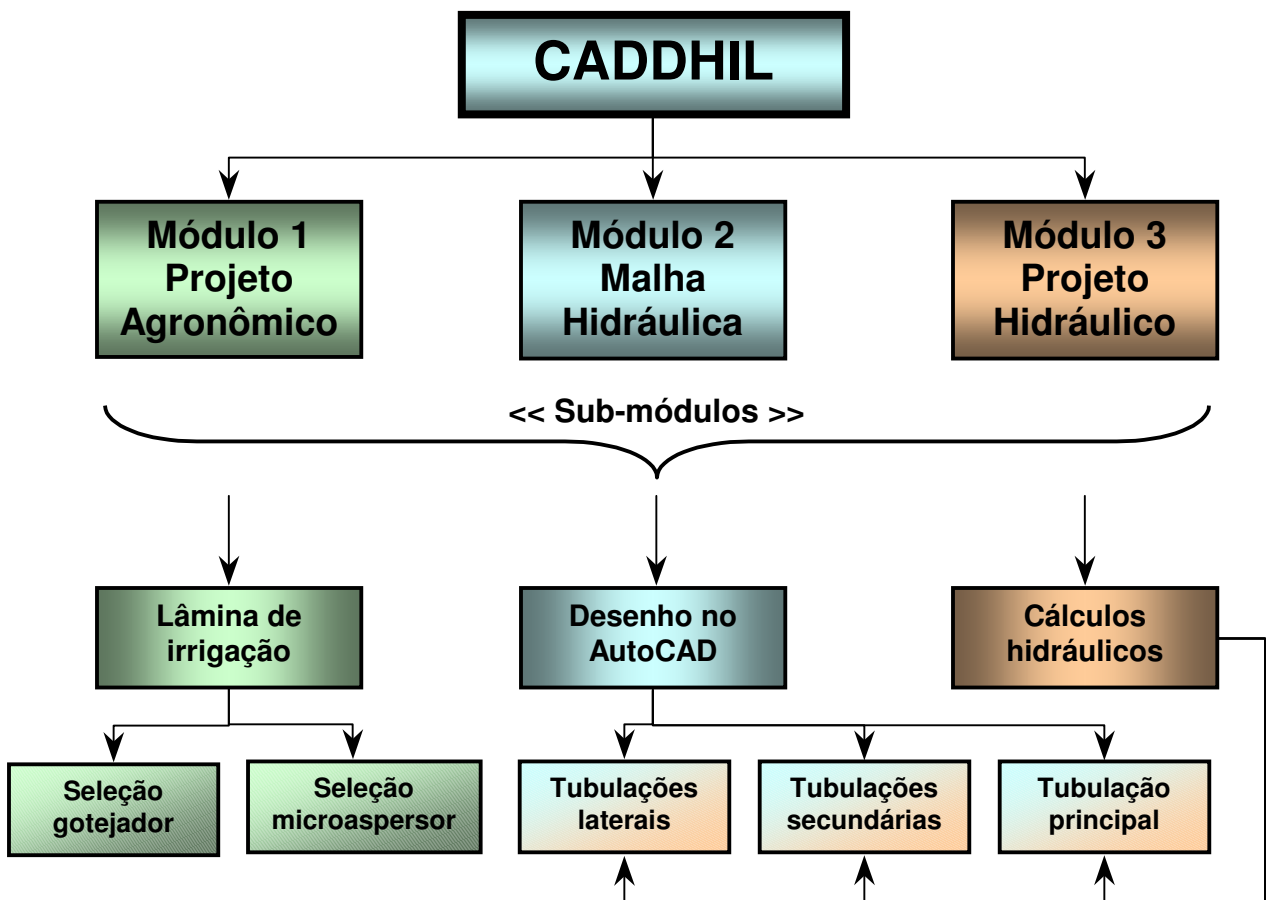 CADDHIL
Módulo 1
Projeto
Agronômico
Módulo 2
Malha
Hidráulica
Módulo 3
Projeto
Hidráulico
<< Sub-módulos >>
Lâmina de
irrigação
Desenho no
AutoCAD
Cálculos
hidráulicos
Seleção
gotejador
Seleção
microaspersor
Tubulações
laterais
Tubulações
secundárias
Tubulação
principal